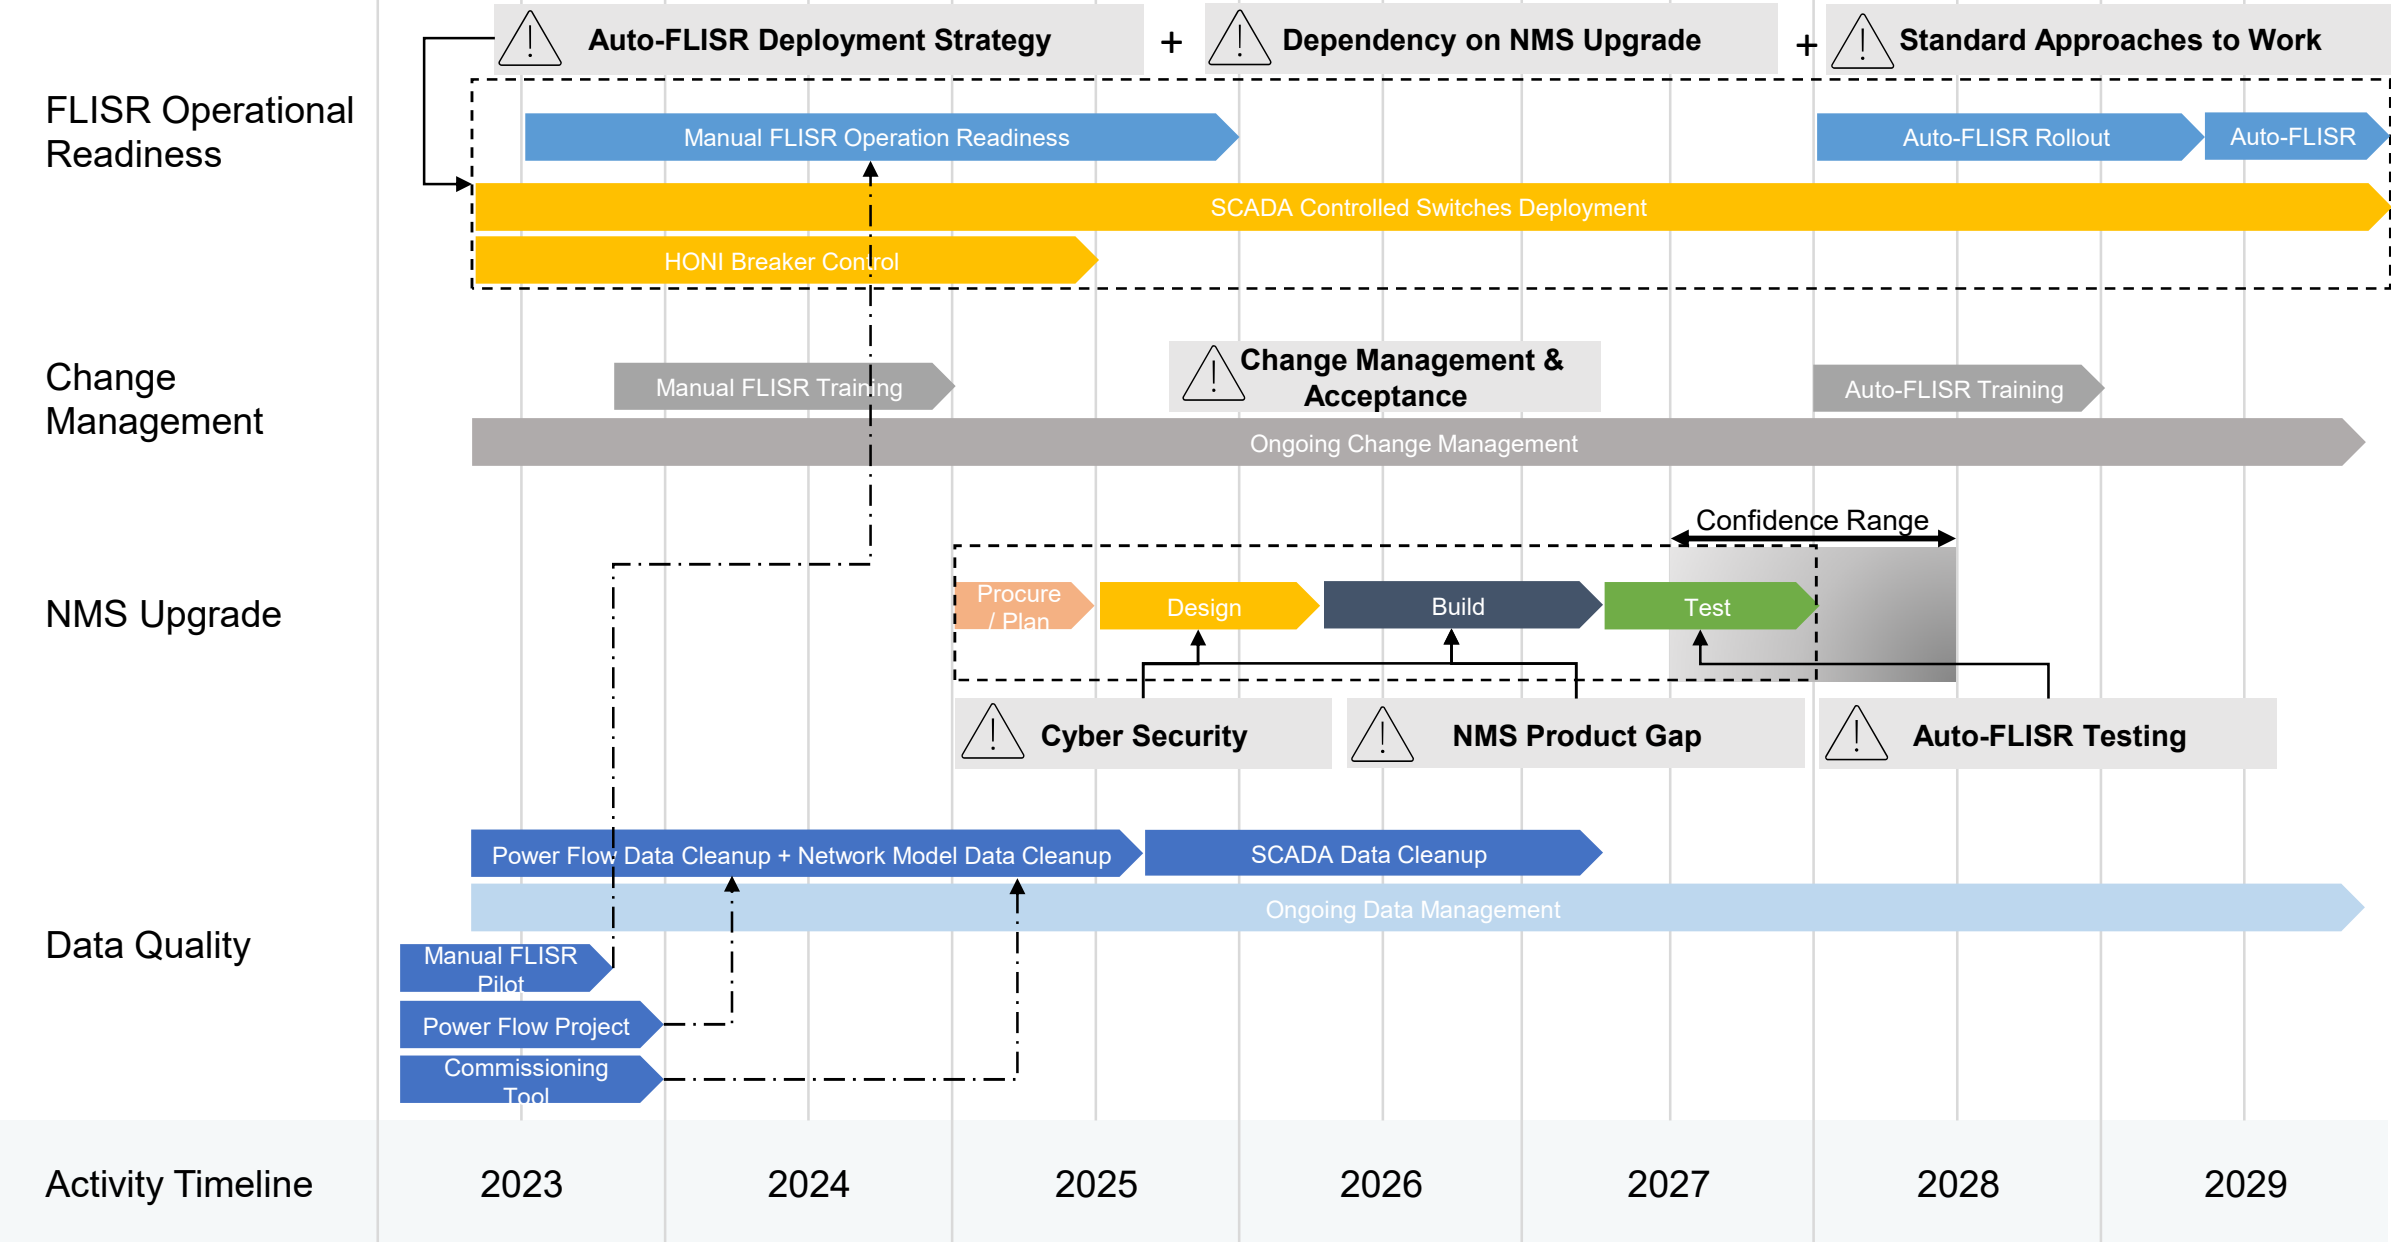 Auto-FLISR Deployment Strategy
+
Dependency on NMS Upgrade
+
Standard Approaches to Work
FLISR Operational
Readiness
Manual FLISR Operation Readiness
Auto-FLISR Rollout
Auto-FLISR
SCADA Controlled Switches Deployment
HONI Breaker Control
Change
Management
Manual FLISR Training
Change Management &
Acceptance
Auto-FLISR Training
Ongoing Change Management
Confidence Range
NMS Upgrade
Procure
/ Plan
Design
Build
Test
Cyber Security
NMS Product Gap
Auto-FLISR Testing
Data Quality
Power Flow Data Cleanup + Network Model Data Cleanup
SCADA Data Cleanup
Ongoing Data Management
Manual FLISR
Pilot
Power Flow Project
Commissioning
Tool
Activity Timeline
2023
2024
2025
2026
2027
2028
2029